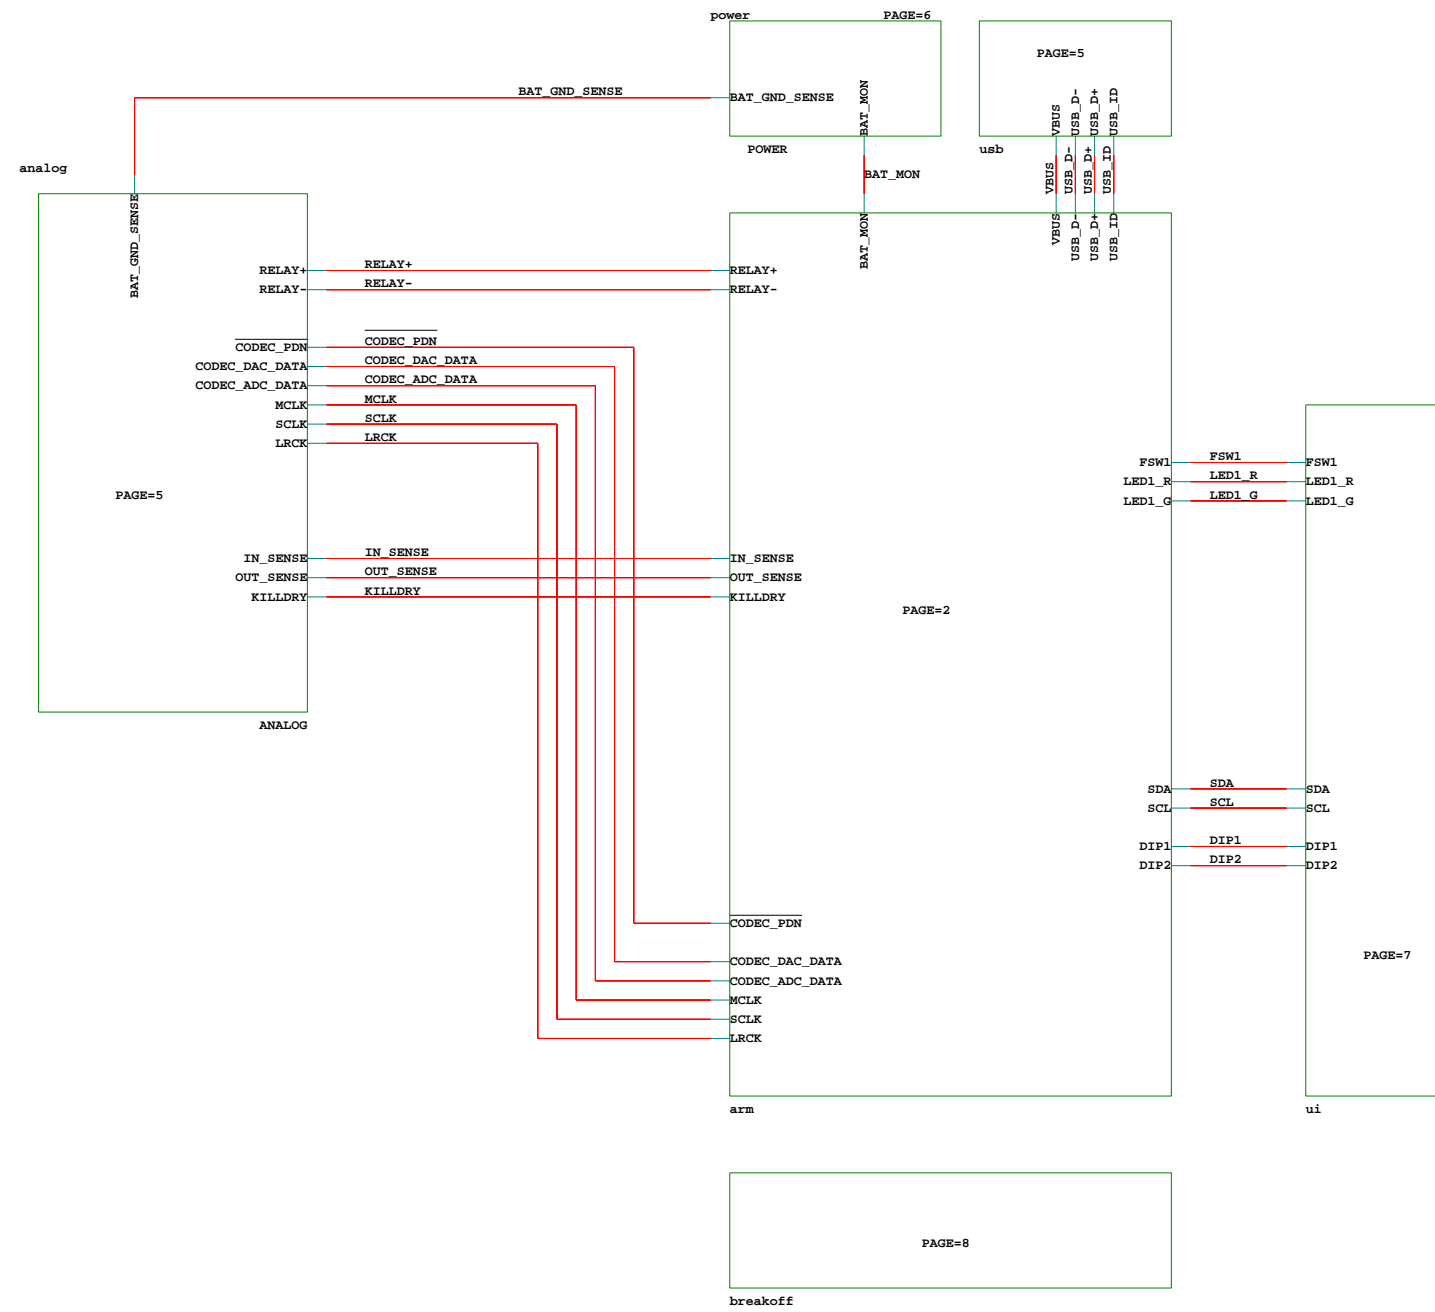 power
PAGE=6
PAGE=5
BAT_GND_SENSE
BAT_GND_SENSE
BAT_MON
VBUS
USB_D-
USB_D+
USB_ID
POWER
usb
analog
BAT_MON
VBUS
USB_D-
USB_D+
USB_ID
BAT_GND_SENSE
BAT_MON
VBUS
USB_D-
USB_D+
USB_ID
RELAY+ RELAY+ RELAY+
RELAY- RELAY- RELAY-
CODEC_PDN CODEC_PDN
CODEC_DAC_DATA CODEC_DAC_DATA
CODEC_ADC_DATA CODEC_ADC_DATA
MCLK MCLK
SCLK SCLK
LRCK LRCK
FSW1 FSW1 FSW1
LED1_R LED1_R LED1_R
LED1_G LED1_G LED1_G
PAGE=5
IN_SENSE IN_SENSE IN_SENSE
OUT_SENSE OUT_SENSE OUT_SENSE
KILLDRY KILLDRY KILLDRY
PAGE=2
ANALOG
SDA SDA SDA
SCL SCL SCL
DIP1 DIP1 DIP1
DIP2 DIP2 DIP2
CODEC_PDN
PAGE=7
CODEC_DAC_DATA
CODEC_ADC_DATA
MCLK
SCLK
LRCK
arm
ui
PAGE=8
breakoff